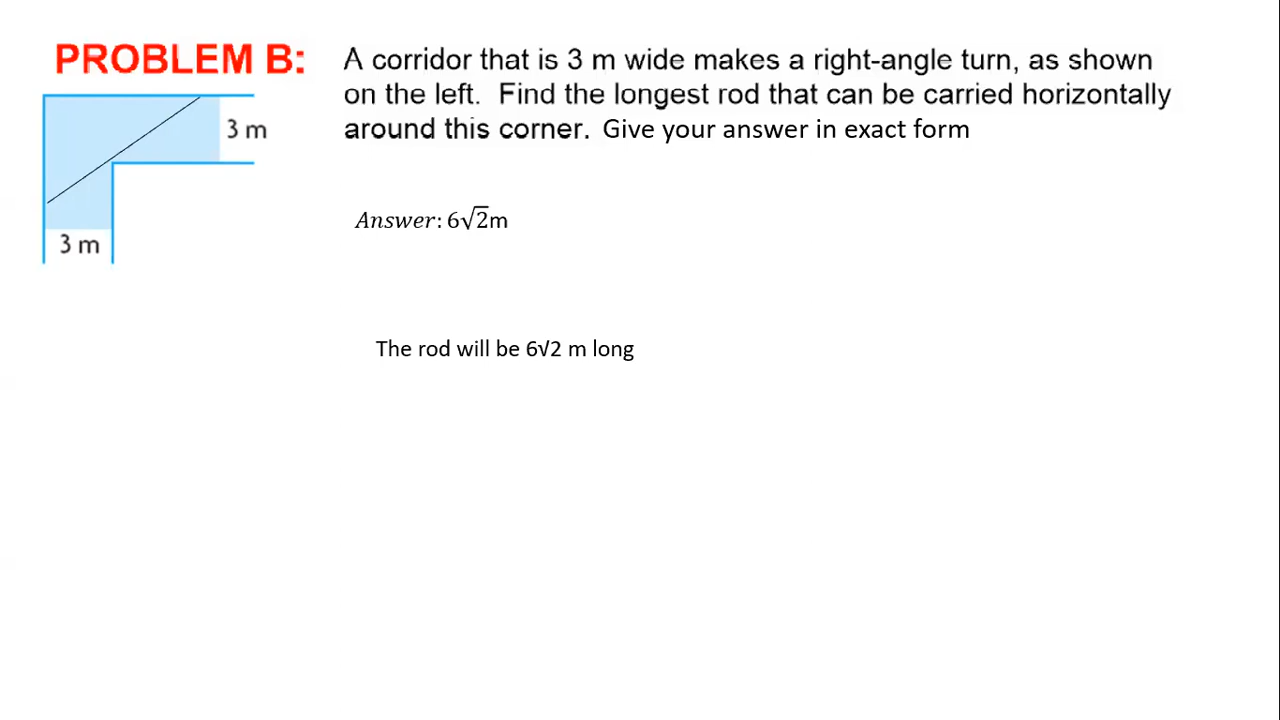 PROBLEM B:
A corridor that is 3 m wide makes a right-angle turn, as shown
on the left. Find the longest rod that can be carried horizontally
around this corner. Give your answer in exact form
3 m
3 m
Answer: 6√2m
The rod will be 6√2 m long